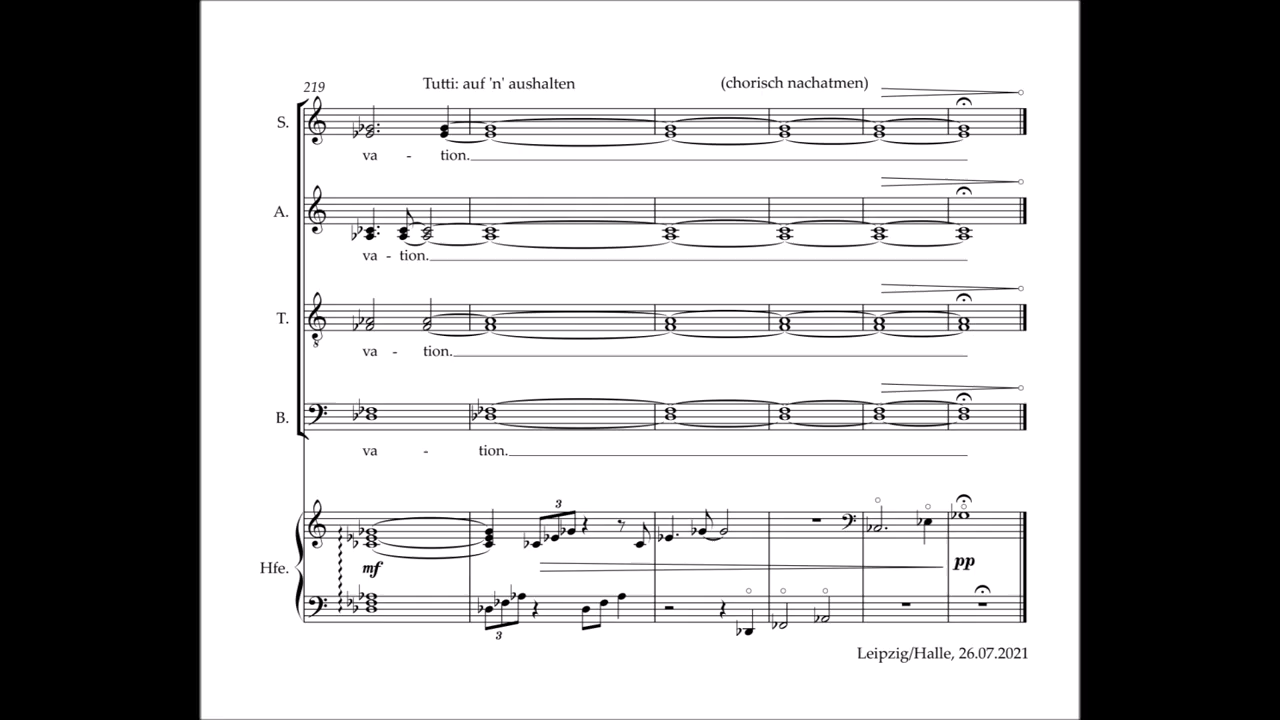 219 Tutti: auf 'n' aushalten (chorisch nachatmen)
S.
va - tion.
A.
va - tion.
T.
8
va - tion.
B.
va - tion.
3
Hfe. mf pp
3
Leipzig/Halle, 26.07.2021